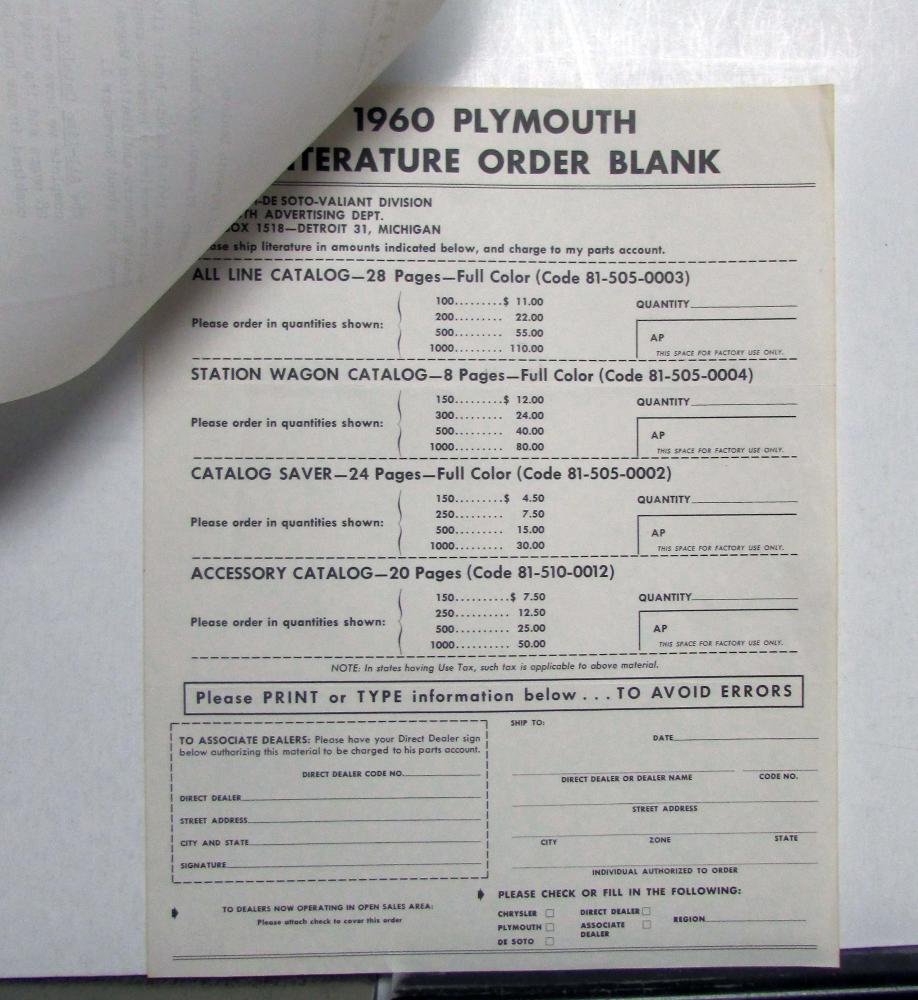 1960 PLYMOUTH
ITERATURE ORDER BLANK
-DE SOTO-VALIANT DIVISION
TH ADVERTISING DEPT.
OX 1518—DETROIT 31, MICHIGAN
ase ship literature in amounts indicated below, and charge to my parts account.
ALL LINE CATALOG—28 Pages—Full Color (Code 81-505-0003)
Please order in quantities shown:
100.........$ 11.00
200......... 22.00
500......... 55.00
1000........ 110.00
QUANTITY
AP
THIS SPACE FOR FACTORY USE ONLY.
STATION WAGON CATALOG—8 Pages—Full Color (Code 81-505-0004)
Please order in quantities shown:
150.........$ 12.00
300......... 24.00
500......... 40.00
1000........ 80.00
QUANTITY
AP
THIS SPACE FOR FACTORY USE ONLY.
CATALOG SAVER—24 Pages—Full Color (Code 81-505-0002)
Please order in quantities shown:
150.........$ 4.50
250......... 7.50
500......... 15.00
1000........ 30.00
QUANTITY
AP
THIS SPACE FOR FACTORY USE ONLY.
ACCESSORY CATALOG—20 Pages (Code 81-510-0012)
Please order in quantities shown:
150..........$ 7.50
250......... 12.50
500......... 25.00
1000........ 50.00
QUANTITY
AP
THIS SPACE FOR FACTORY USE ONLY.
NOTE: In states having Use Tax, such tax is applicable to above material.
Please PRINT or TYPE information below . . . TO AVOID ERRORS
TO ASSOCIATE DEALERS: Please have your Direct Dealer sign
below authorizing this material to be charged to his parts account.
DIRECT DEALER CODE NO.
DIRECT DEALER
STREET ADDRESS
CITY AND STATE
SIGNATURE
TO DEALERS NOW OPERATING IN OPEN SALES AREA:
Please attach check to cover this order
SHIP TO:
DATE
DIRECT DEALER OR DEALER NAME CODE NO.
STREET ADDRESS
CITY ZONE STATE
INDIVIDUAL AUTHORIZED TO ORDER
PLEASE CHECK OR FILL IN THE FOLLOWING:
CHRYSLER DIRECT DEALER REGION
PLYMOUTH ASSOCIATE
DE SOTO DEALER